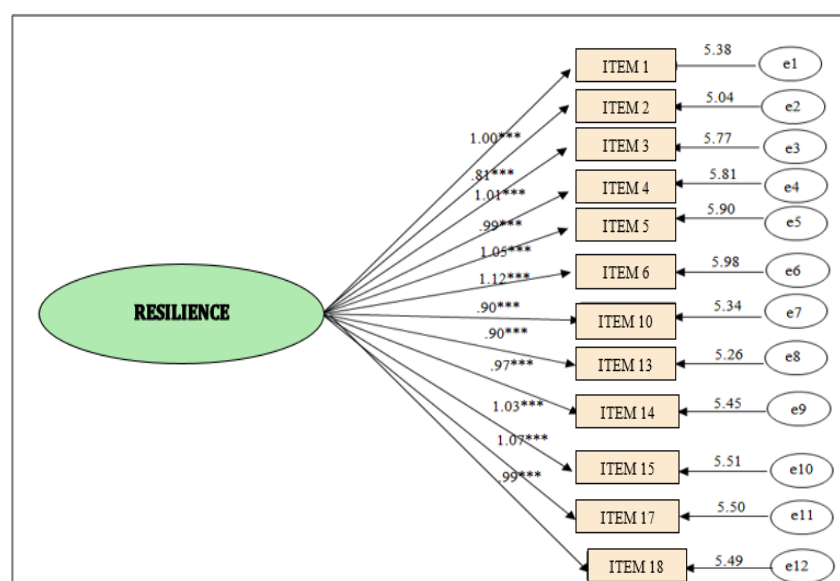 RESILIENCE
1.00***
.81***
1.01***
.99***
1.05***
1.12***
.90***
.90***
.97***
1.03***
1.07***
.99***
ITEM 1 5.38 e1
ITEM 2 5.04 e2
ITEM 3 5.77 e3
ITEM 4 5.81 e4
ITEM 5 5.90 e5
ITEM 6 5.98 e6
ITEM 10 5.34 e7
ITEM 13 5.26 e8
ITEM 14 5.45 e9
ITEM 15 5.51 e10
ITEM 17 5.50 e11
ITEM 18 5.49 e12